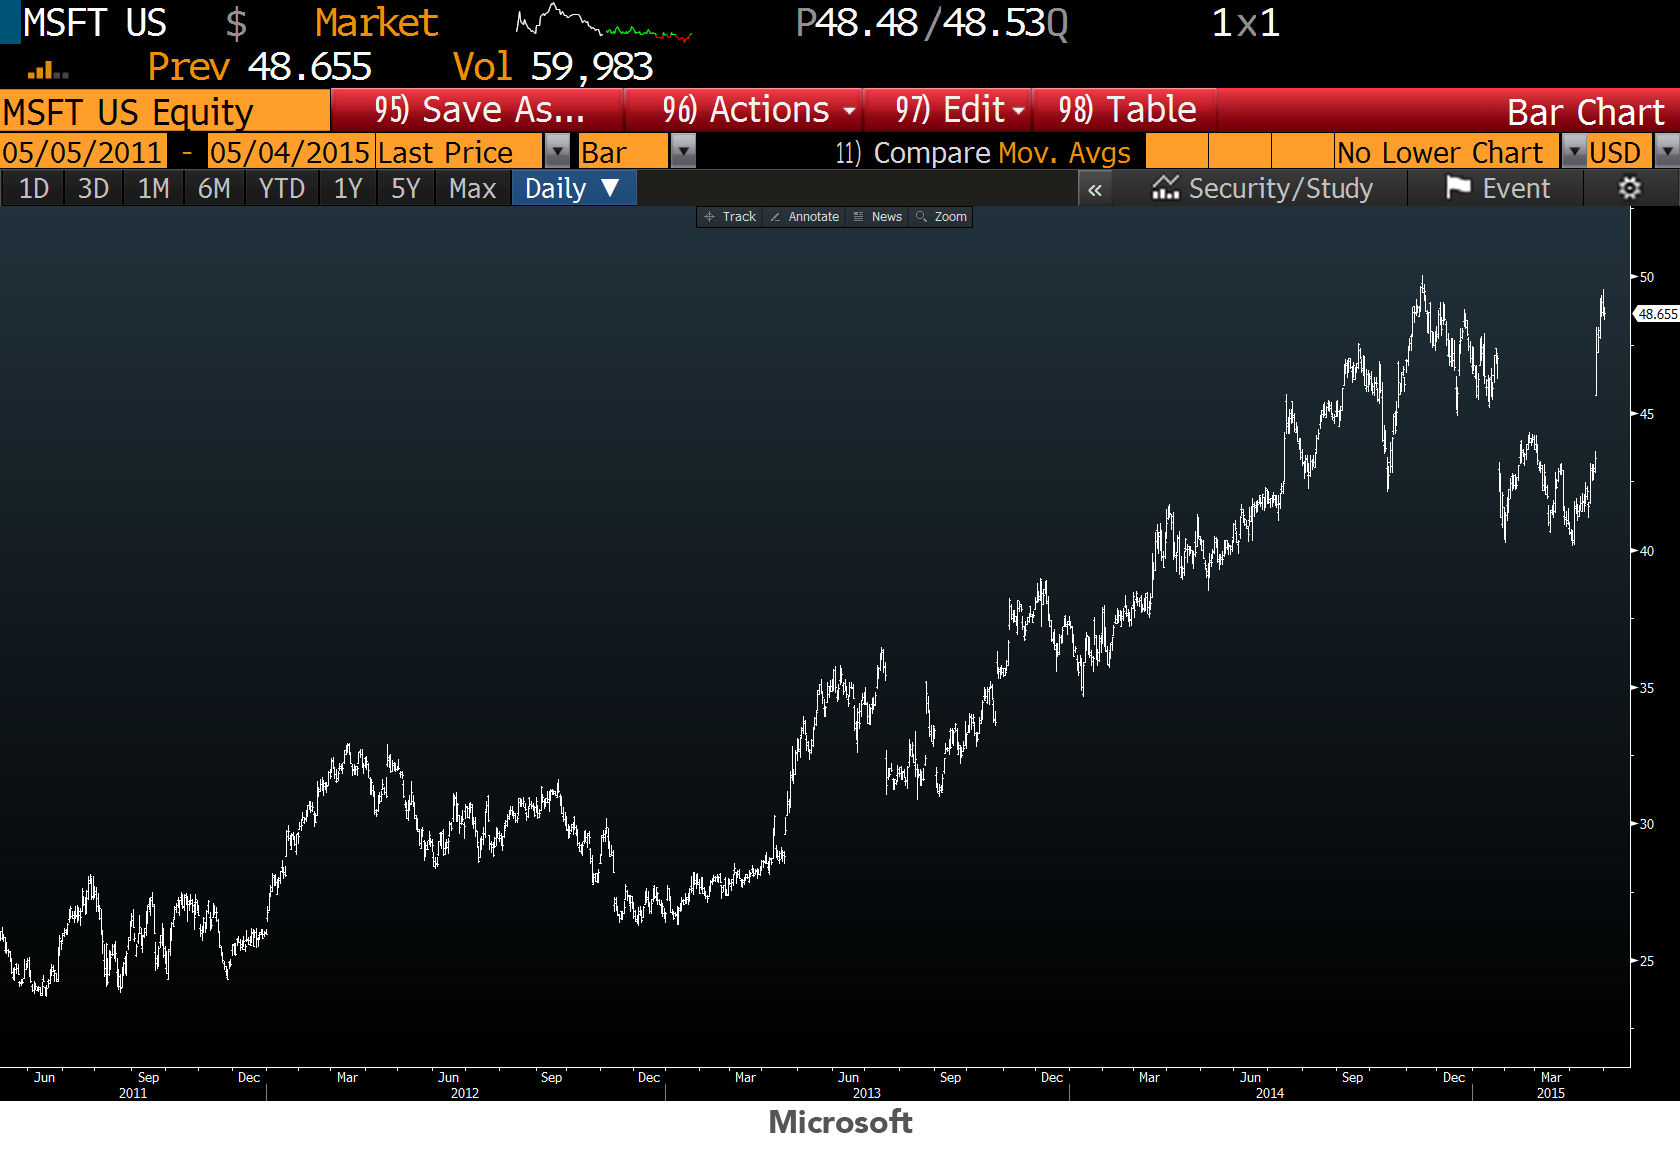 MSFT US $ Market P48.48/48.53Q 1x1
Prev 48.655 Vol 59,983
MSFT US Equity 95) Save As... 96) Actions 97) Edit 98) Table Bar Chart
05/05/2011 - 05/04/2015 Last Price Bar 11) Compare Mov. Avgs No Lower Chart USD
1D 3D 1M 6M YTD 1Y 5Y Max Daily ▼ « Security/Study Event
Track Annotate News Zoom
50
48.655
45
40
35
30
25
Jun Sep Dec Mar Jun Sep Dec Mar Jun Sep Dec Mar Jun Sep Dec Mar
2011 2012 2013 2014 2015
Microsoft